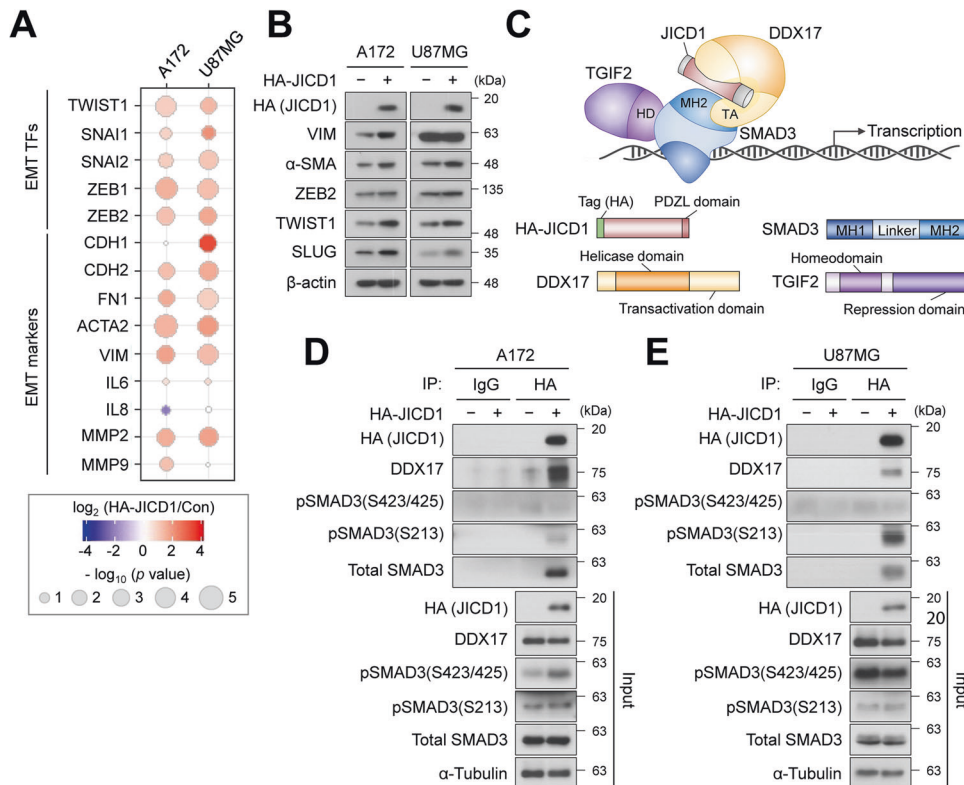 A
A172
U87MG
EMT TFs
TWIST1
SNAI1
SNAI2
ZEB1
ZEB2
EMT markers
CDH1
CDH2
FN1
ACTA2
VIM
IL6
IL8
MMP2
MMP9
log2 (HA-JICD1/Con)
-4 -2 0 2 4
- log10 (p value)
1 2 3 4 5
B
A172 U87MG
HA-JICD1 − + − + (kDa)
HA (JICD1) 20
VIM 63
α-SMA 48
ZEB2 135
TWIST1 48
SLUG 35
β-actin 48
C
JICD1
DDX17
TGIF2
HD
MH2
TA
SMAD3
Transcription
Tag (HA) PDZL domain
HA-JICD1
SMAD3 MH1 Linker MH2
Helicase domain
DDX17
Transactivation domain
Homeodomain
TGIF2
Repression domain
D
A172
IP: IgG HA
HA-JICD1 − + − + (kDa)
HA (JICD1) 20
DDX17 75
pSMAD3(S423/425) 63
pSMAD3(S213) 63
Total SMAD3 63
HA (JICD1) 20
DDX17 75
pSMAD3(S423/425) 63
pSMAD3(S213) 63
Total SMAD3 63
α-Tubulin 63
Input
E
U87MG
IP: IgG HA
HA-JICD1 − + − + (kDa)
HA (JICD1) 20
DDX17 75
pSMAD3(S423/425) 63
pSMAD3(S213) 63
Total SMAD3 63
HA (JICD1) 20
20
DDX17 75
pSMAD3(S423/425) 63
pSMAD3(S213) 63
Total SMAD3 63
α-Tubulin 63
Input